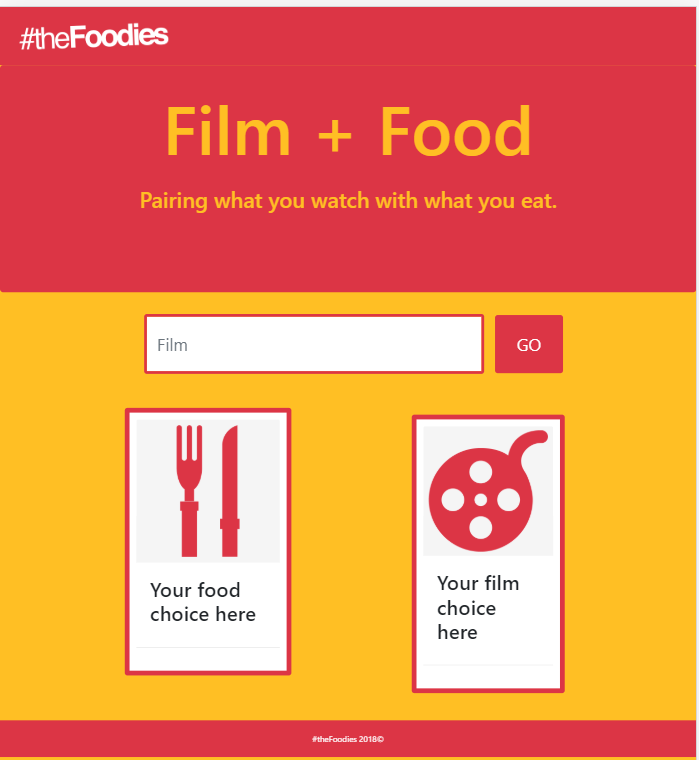 #theFoodies
Film + Food
Pairing what you watch with what you eat.
Film
GO
Your food
choice here
Your film
choice
here
#theFoodies 2018©